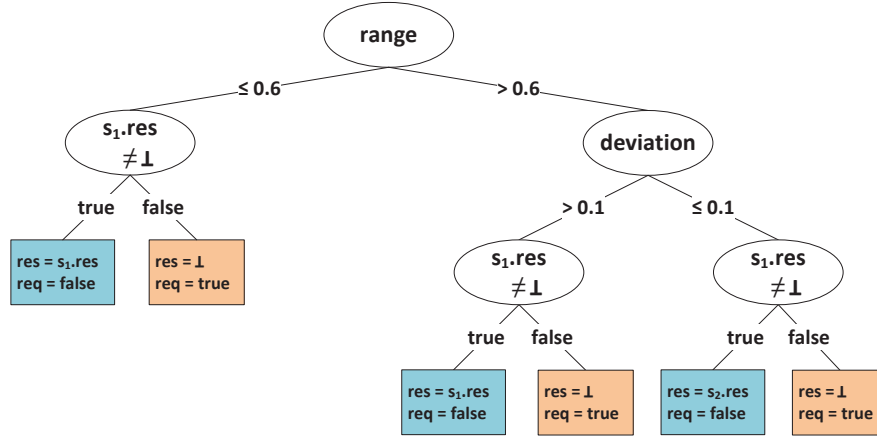 range
≤ 0.6
> 0.6
s₁.res
≠⊥
deviation
true
false
> 0.1
≤ 0.1
res = s₁.res
req = false
res = ⊥
req = true
s₁.res
≠⊥
s₁.res
≠⊥
true
false
true
false
res = s₁.res
req = false
res = ⊥
req = true
res = s₂.res
req = false
res = ⊥
req = true